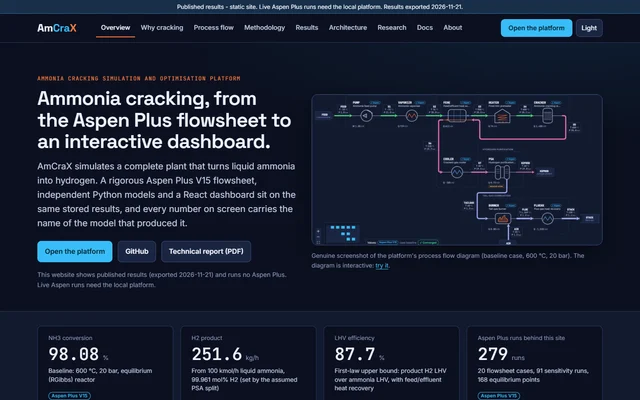 Published results - static site. Live Aspen Plus runs need the local platform. Results exported 2026-11-21.
AmCraX
Overview
Why cracking
Process flow
Methodology
Results
Architecture
Research
Docs
About
Open the platform
Light
AMMONIA CRACKING SIMULATION AND OPTIMISATION PLATFORM
Ammonia cracking, from
the Aspen Plus flowsheet to
an interactive dashboard.
AmCraX simulates a complete plant that turns liquid ammonia
into hydrogen. A rigorous Aspen Plus V15 flowsheet,
independent Python models and a React dashboard sit on the
same stored results, and every number on screen carries the
name of the model that produced it.
Open the platform
GitHub
Technical report (PDF)
This website shows published results (exported 2026-11-21) and runs no Aspen Plus.
Live Aspen runs need the local platform.
Genuine screenshot of the platform's process flow diagram (baseline case, 600 °C, 20 bar). The
diagram is interactive: try it.
NH3 conversion
98.08 %
Baseline: 600 °C, 20 bar, equilibrium
(RGibbs) reactor
Aspen Plus V15
H2 product
251.6 kg/h
From 100 kmol/h liquid ammonia,
99.961 mol% H2 (set by the assumed
PSA split)
LHV efficiency
87.7 %
First-law upper bound: product H2 LHV
over ammonia LHV, with feed/effluent
heat recovery
Aspen Plus runs behind this site
279 runs
20 flowsheet cases, 91 sensitivity runs,
168 equilibrium points
Aspen Plus V15